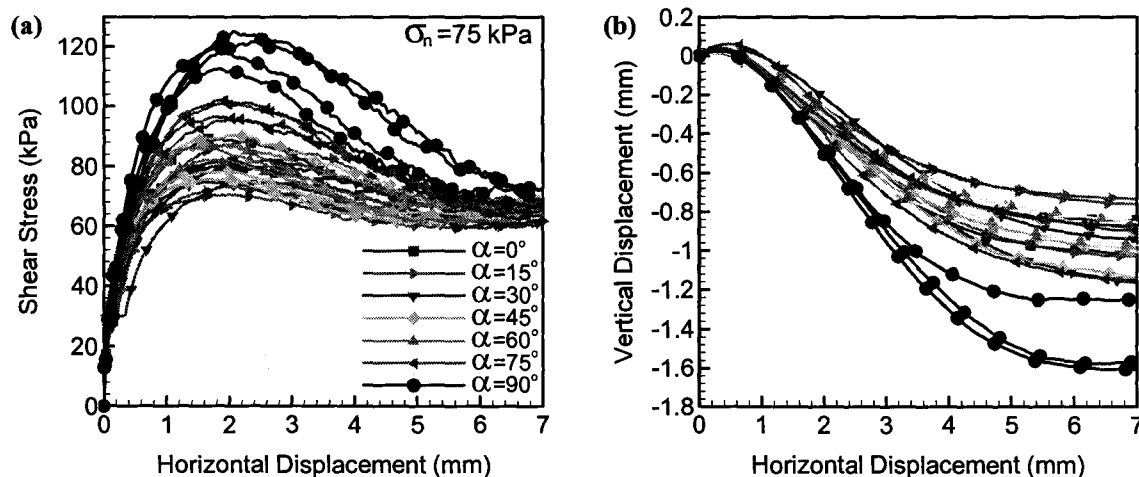 (a)
σn=75 kPa
120
100
80
60
40
20
0
Shear Stress (kPa)
α=0°
α=15°
α=30°
α=45°
α=60°
α=75°
α=90°
0 1 2 3 4 5 6 7
Horizontal Displacement (mm)
(b)
0.2
0
-0.2
-0.4
-0.6
-0.8
-1
-1.2
-1.4
-1.6
-1.8
Vertical Displacement (mm)
0 1 2 3 4 5 6 7
Horizontal Displacement (mm)